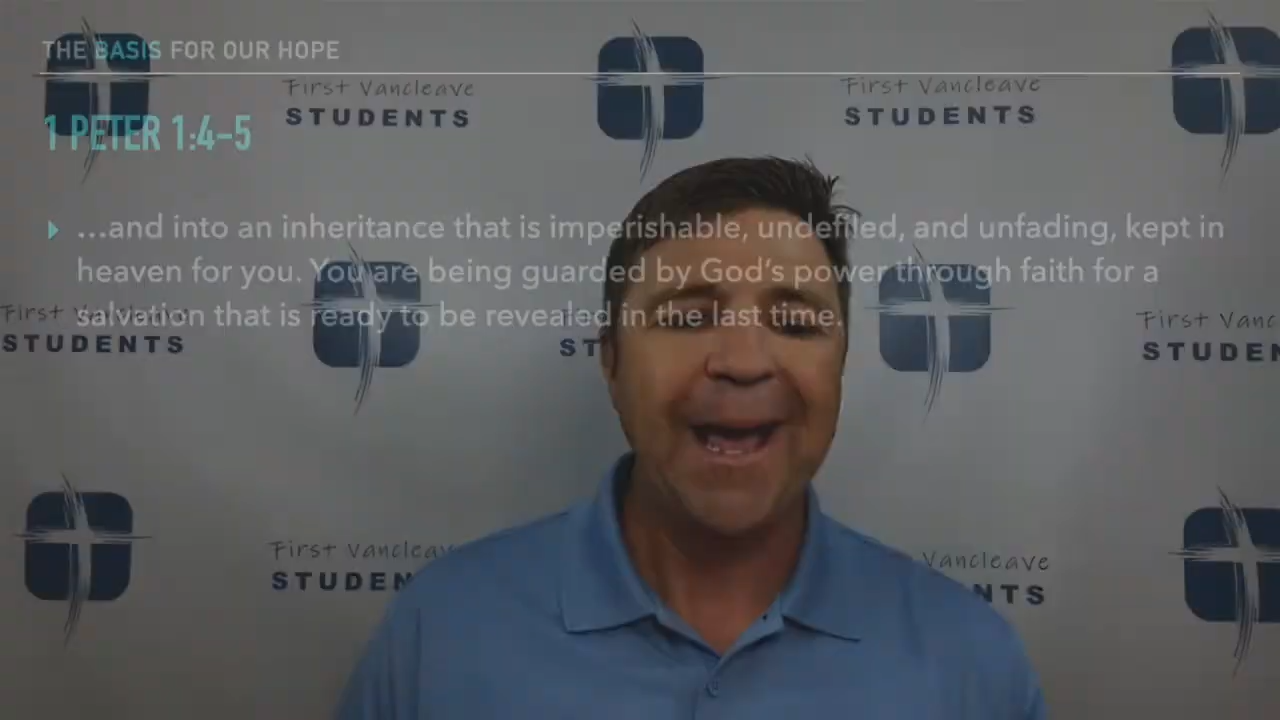 THE BASIS FOR OUR HOPE
First Vancleave
STUDENTS
First Vancleave
STUDENTS
1 PETER 1:4–5
...and into an inheritance that is imperishable, undefiled, and unfading, kept in
heaven for you. You are being guarded by God's power through faith for a
salvation that is ready to be revealed in the last time.
First Vancleave
STUDENTS
ST
First Vanc
STUDEN
First Vancleav
STUDEN
Vancleave
NTS